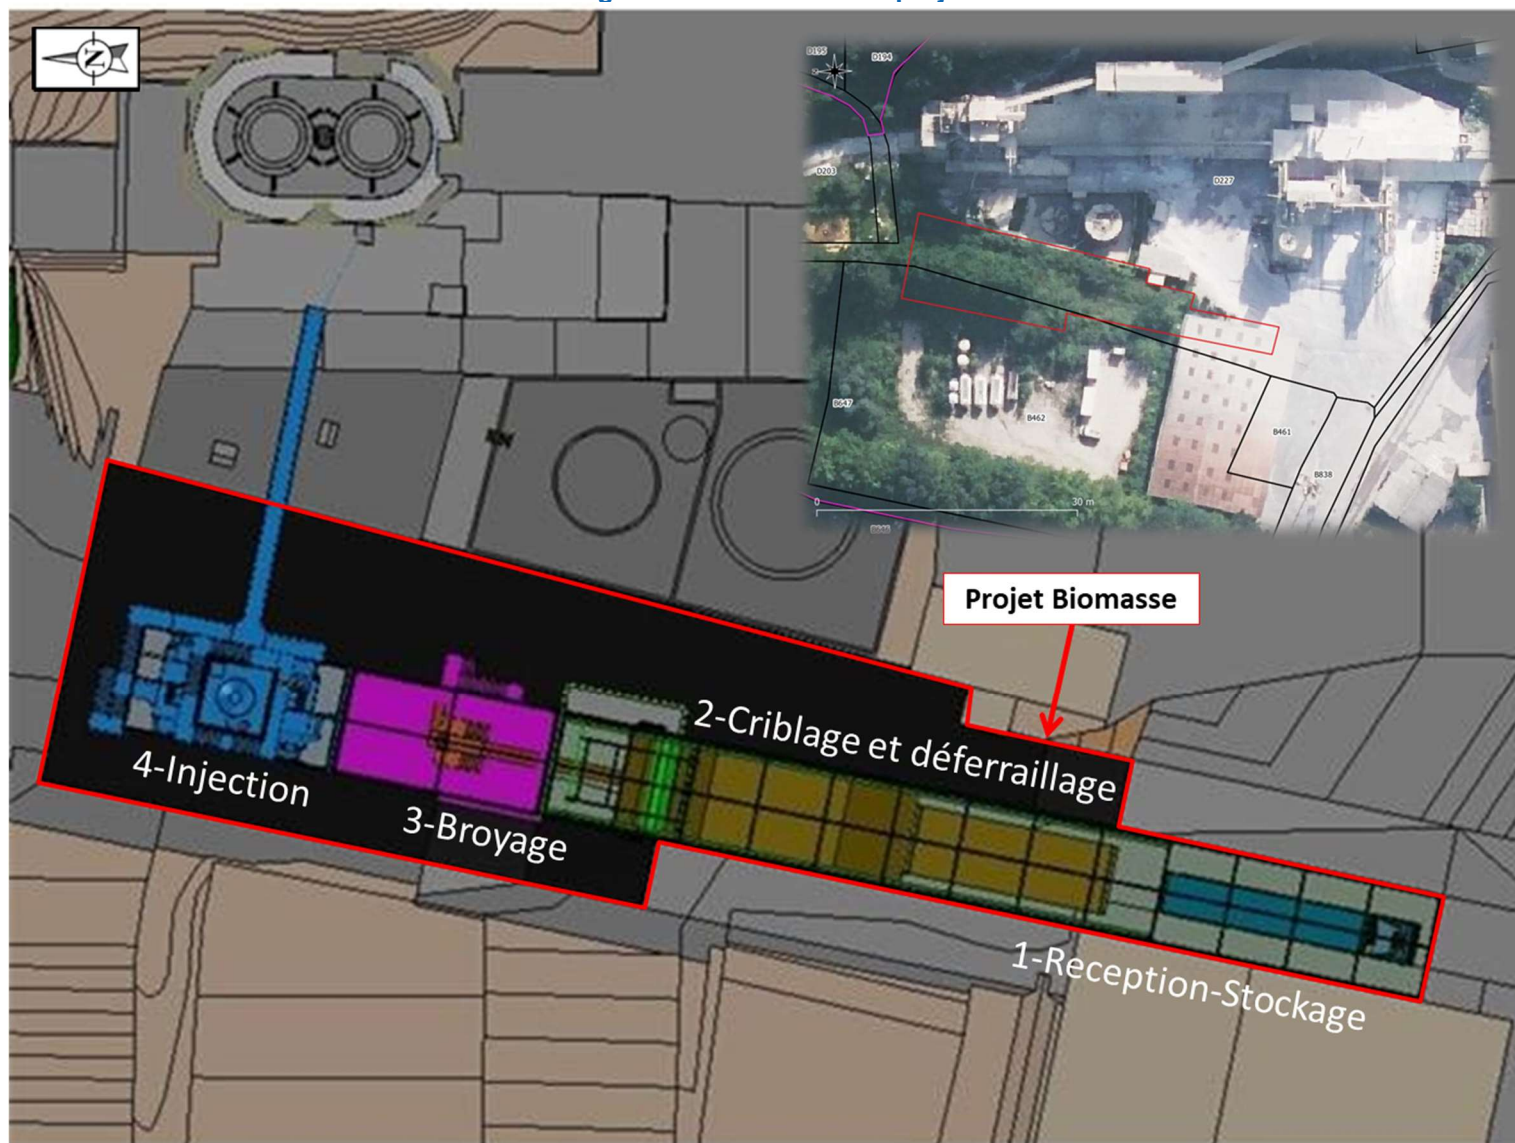 N
D195
D194
D203
D227
B647
B462
B461
B838
0
30 m
B646
Projet Biomasse
2-Criblage et déferraillage
4-Injection
3-Broyage
1-Reception-Stockage